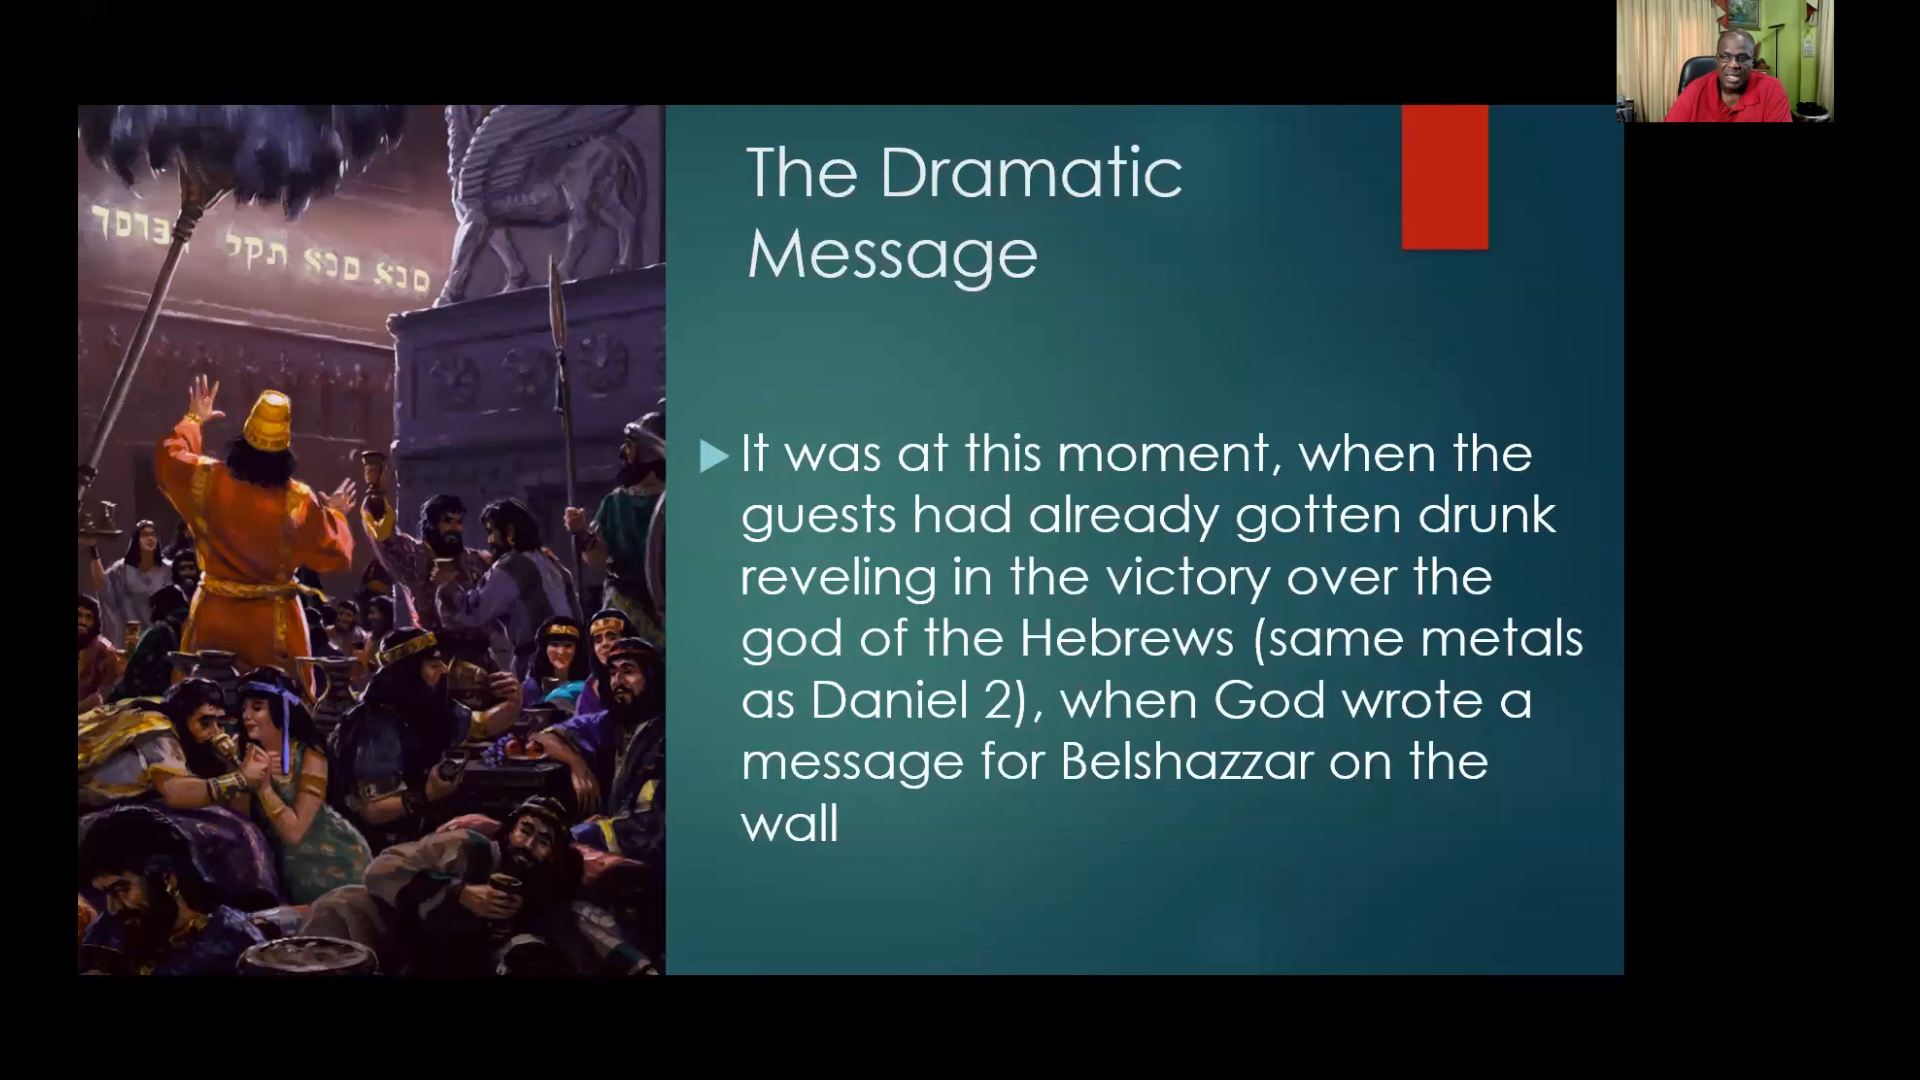 The Dramatic
Message
תקל
It was at this moment, when the
guests had already gotten drunk
reveling in the victory over the
god of the Hebrews (same metals
as Daniel 2), when God wrote a
message for Belshazzar on the
wall